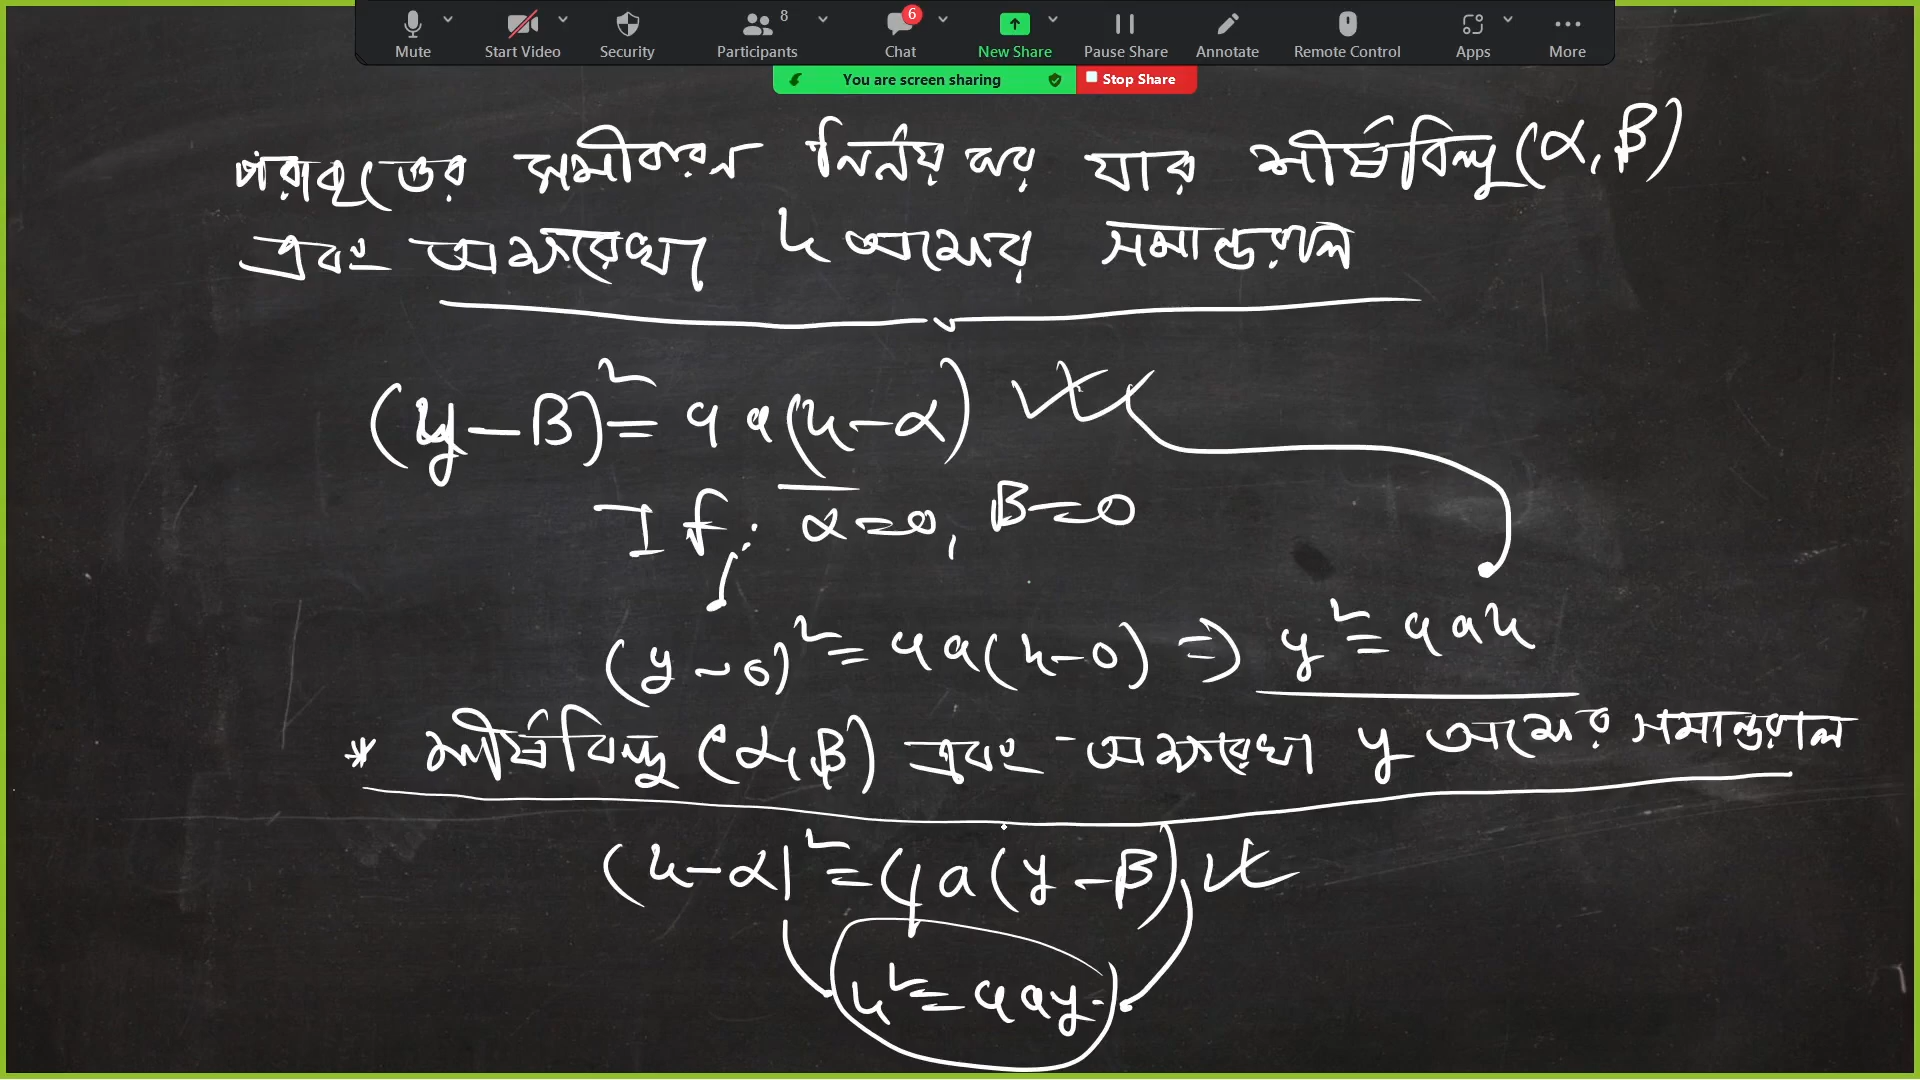 Mute Start Video Security Participants 8 Chat 6 New Share Pause Share Annotate Remote Control Apps More
You are screen sharing Stop Share
পরাবৃত্তের সমীকরন নির্নয় কর যার শীর্ষবিন্দু (α, β)
এবং অক্ষরেখা x অক্ষের সমান্তরাল
(y-β)² = 4a(x-α)
If: α=0, β=0
(y-0)² = 4a(x-0) ⇒ y² = 4ax
* শীর্ষবিন্দু (α, β) এবং অক্ষরেখা y অক্ষের সমান্তরাল
(x-α)² = 4a(y-β)
x² = 4ay